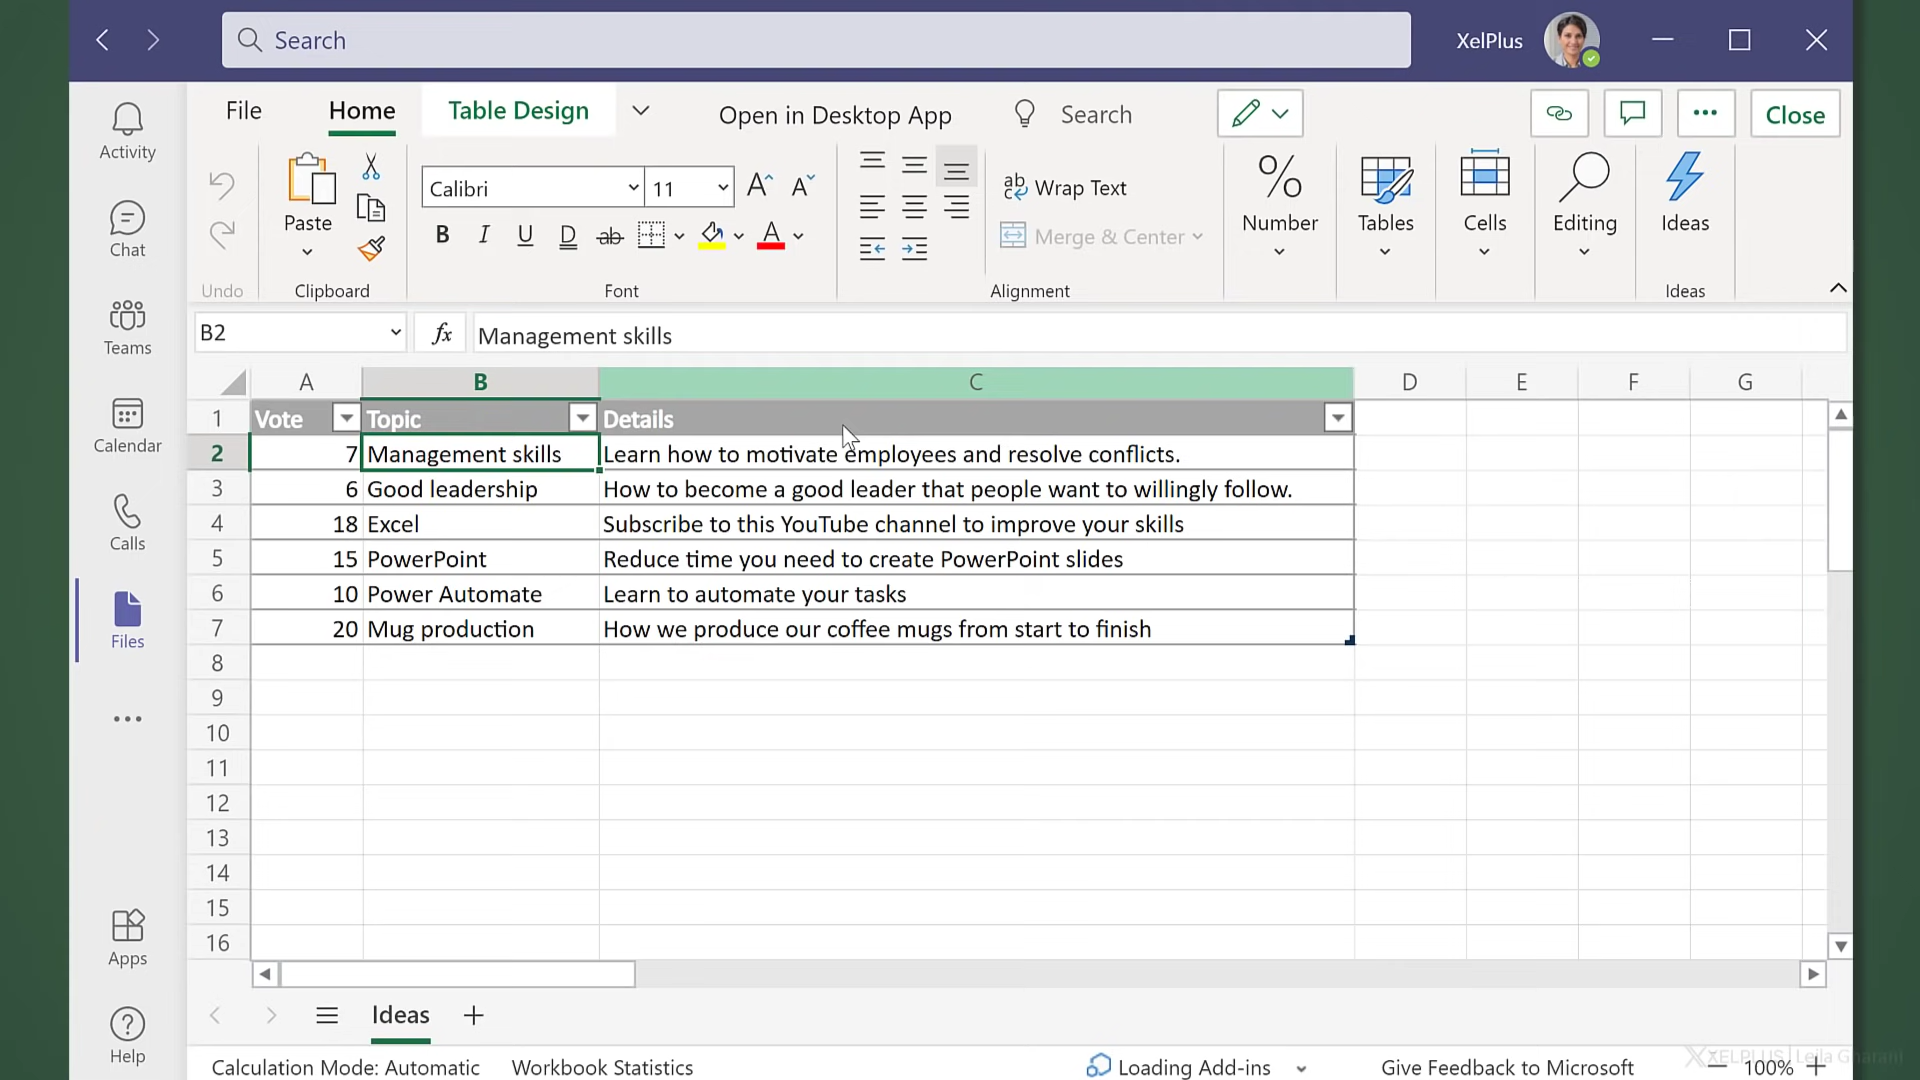 Search
XelPlus
File Home Table Design Open in Desktop App Search Close
Activity
Chat
Teams
Calendar
Calls
Files
Apps
Help
Paste
Calibri 11
Wrap Text
Merge & Center
Number
Tables
Cells
Editing
Ideas
Undo Clipboard Font Alignment Ideas
B2 fx Management skills
A B C D E F G
1 Vote Topic Details
2 7 Management skills Learn how to motivate employees and resolve conflicts.
3 6 Good leadership How to become a good leader that people want to willingly follow.
4 18 Excel Subscribe to this YouTube channel to improve your skills
5 15 PowerPoint Reduce time you need to create PowerPoint slides
6 10 Power Automate Learn to automate your tasks
7 20 Mug production How we produce our coffee mugs from start to finish
8
9
10
11
12
13
14
15
16
Ideas
Calculation Mode: Automatic Workbook Statistics Loading Add-ins Give Feedback to Microsoft 100%
XELPLUS | Leila Gharani